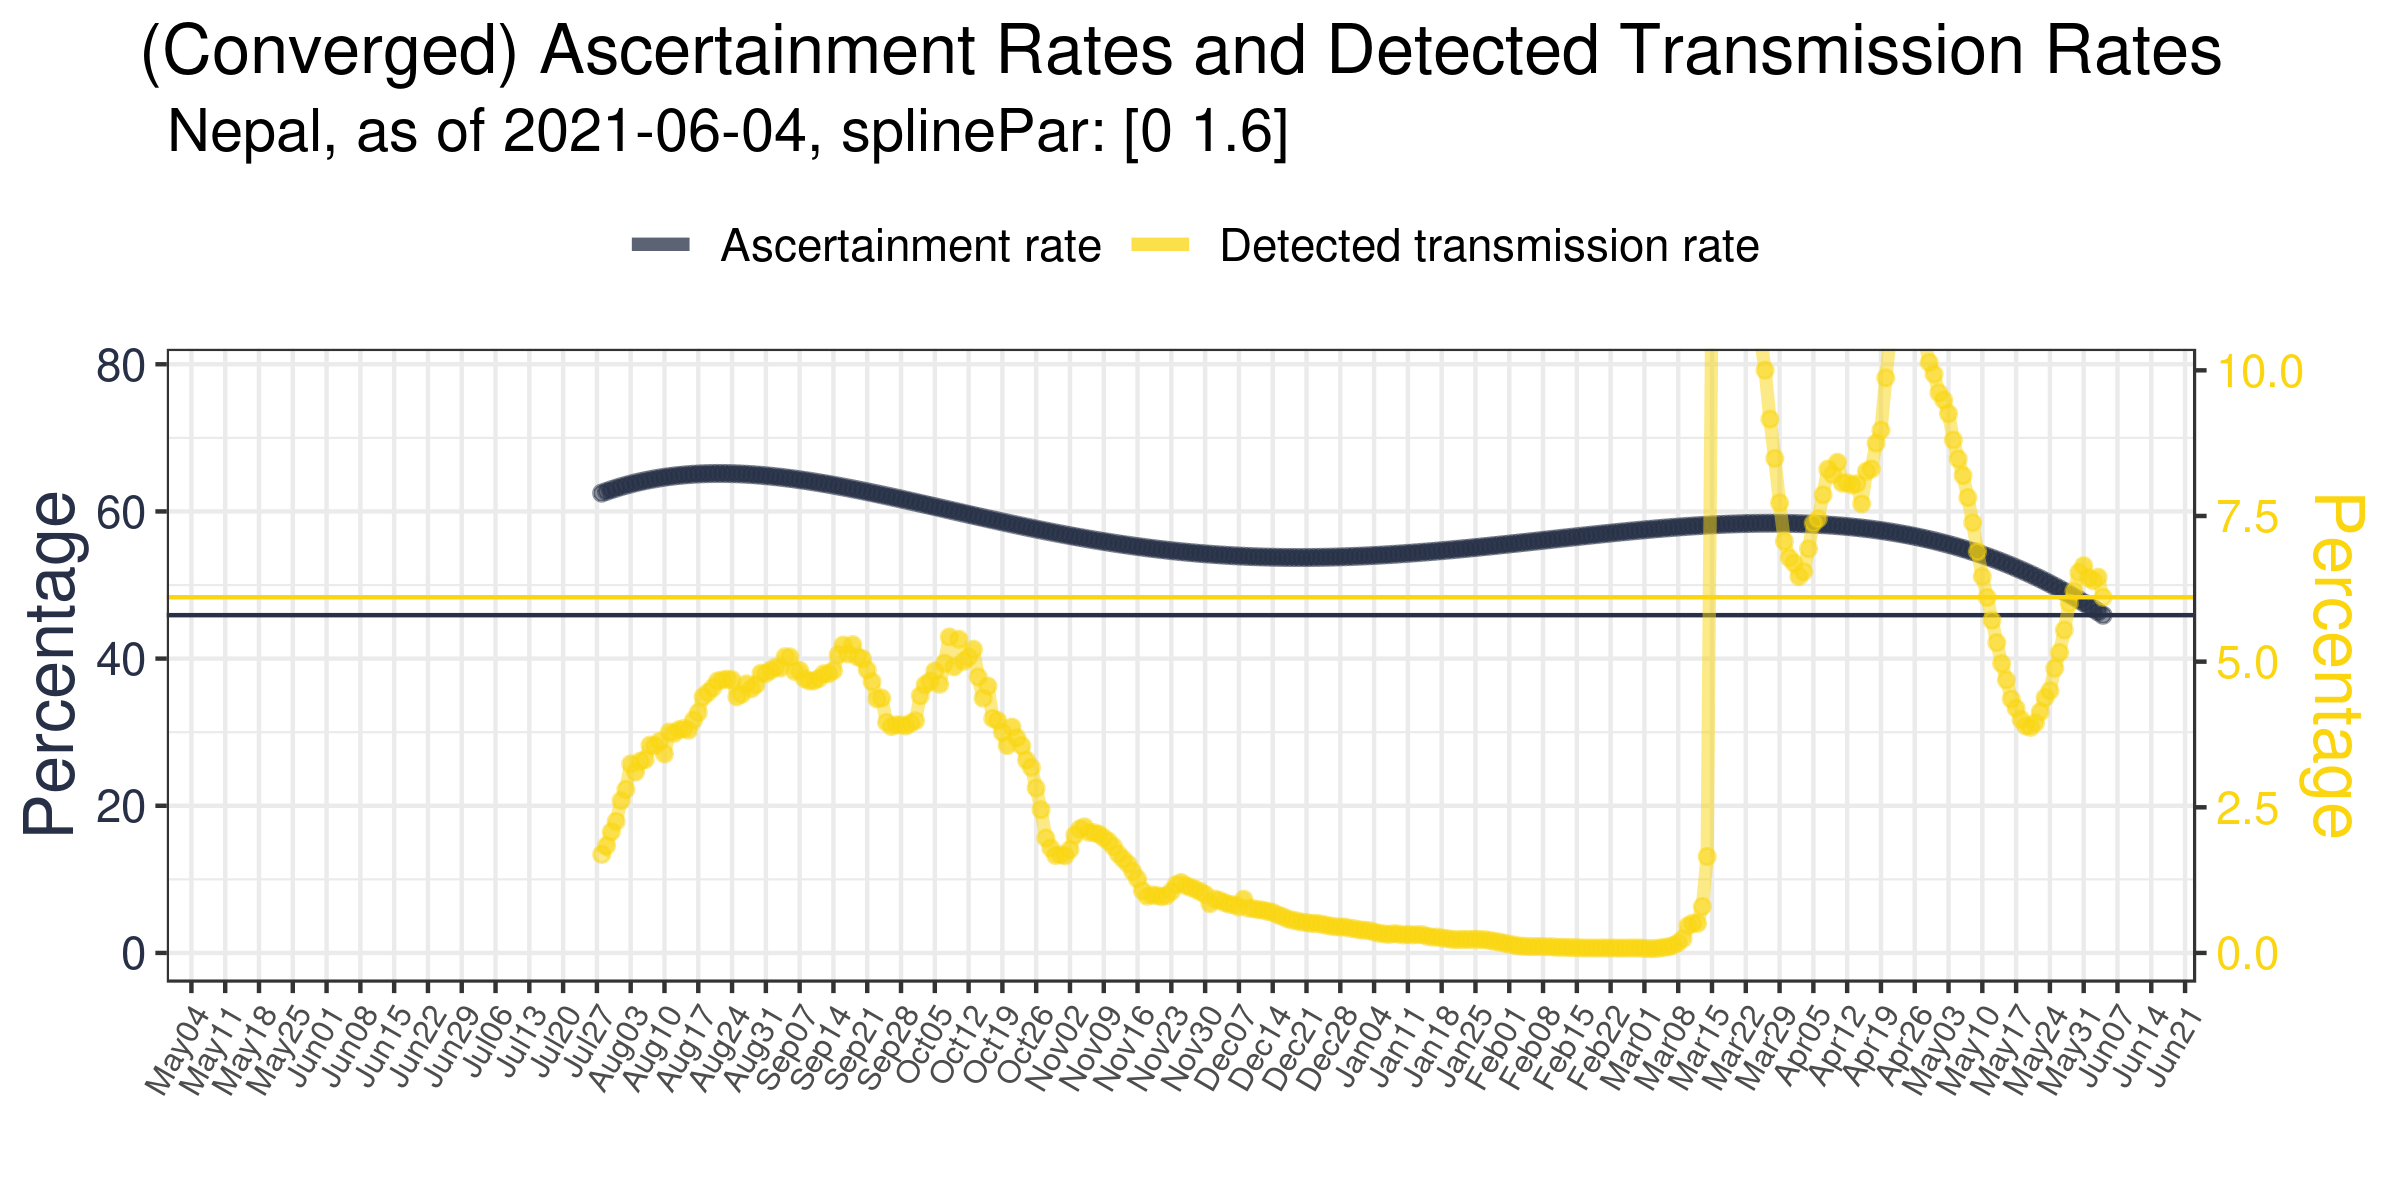 (Converged) Ascertainment Rates and Detected Transmission Rates
Nepal, as of 2021-06-04, splinePar: [0 1.6]
Ascertainment rate
Detected transmission rate
Percentage
80
60
40
20
0
10.0
7.5
5.0
2.5
0.0
Percentage
May04
May11
May18
May25
Jun01
Jun08
Jun15
Jun22
Jun29
Jul06
Jul13
Jul20
Jul27
Aug03
Aug10
Aug17
Aug24
Aug31
Sep07
Sep14
Sep21
Sep28
Oct05
Oct12
Oct19
Oct26
Nov02
Nov09
Nov16
Nov23
Nov30
Dec07
Dec14
Dec21
Dec28
Jan04
Jan11
Jan18
Jan25
Feb01
Feb08
Feb15
Feb22
Mar01
Mar08
Mar15
Mar22
Mar29
Apr05
Apr12
Apr19
Apr26
May03
May10
May17
May24
May31
Jun07
Jun14
Jun21